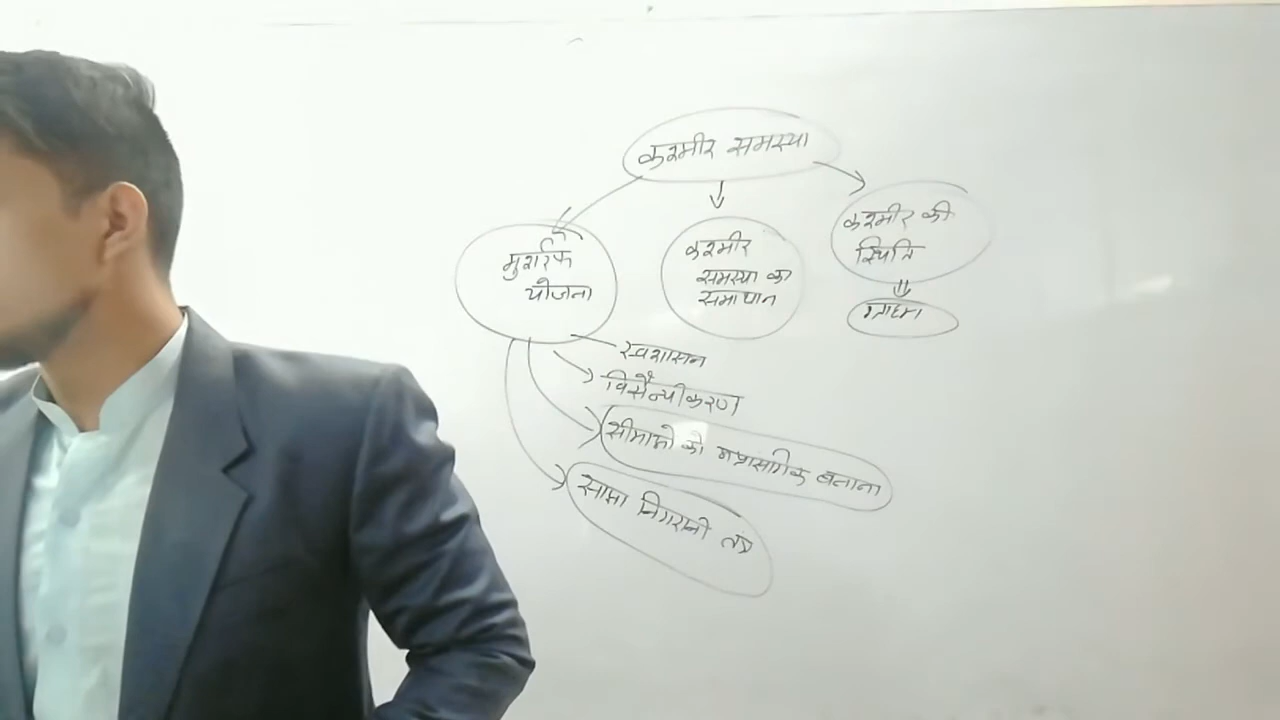 कश्मीर समस्या
मुशर्रफ
योजना
कश्मीर
समस्या का
समाधान
कश्मीर की
स्थिति
स्वशासन
विसैन्यीकरण
सीमाओ को अप्रासंगिक बनाना
साझा निगरानी तंत्र